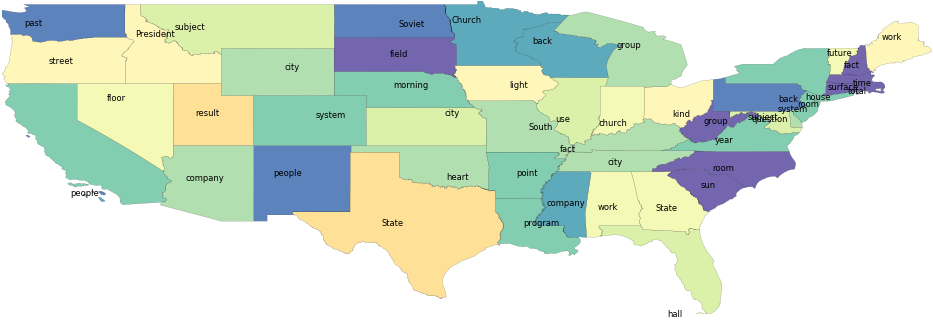 past
President
subject
Soviet
Church
back
group
future
work
street
city
field
morning
light
fact
time
surface
total
floor
result
system
city
South
use
church
kind
group
back
house
room
system
subject
question
year
fact
city
room
company
people
heart
point
sun
people
State
program
company
work
State
hall